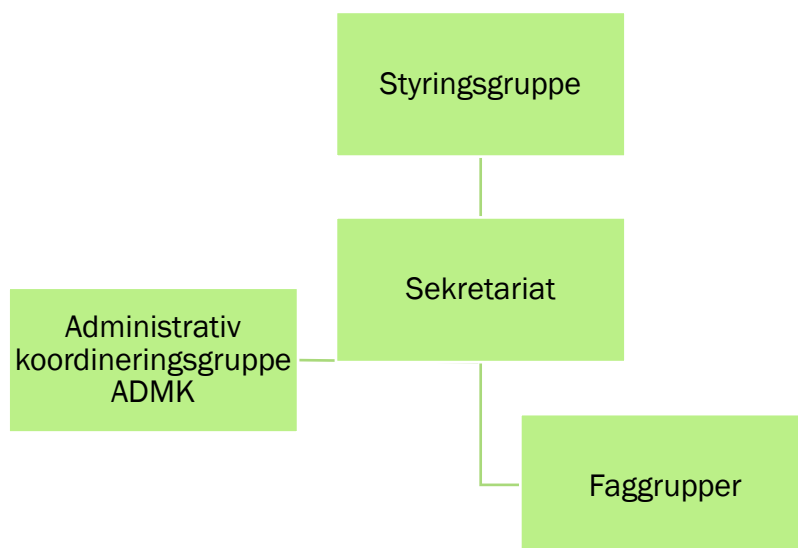 Styringsgruppe
Sekretariat
Administrativ
koordineringsgruppe
ADMK
Faggrupper